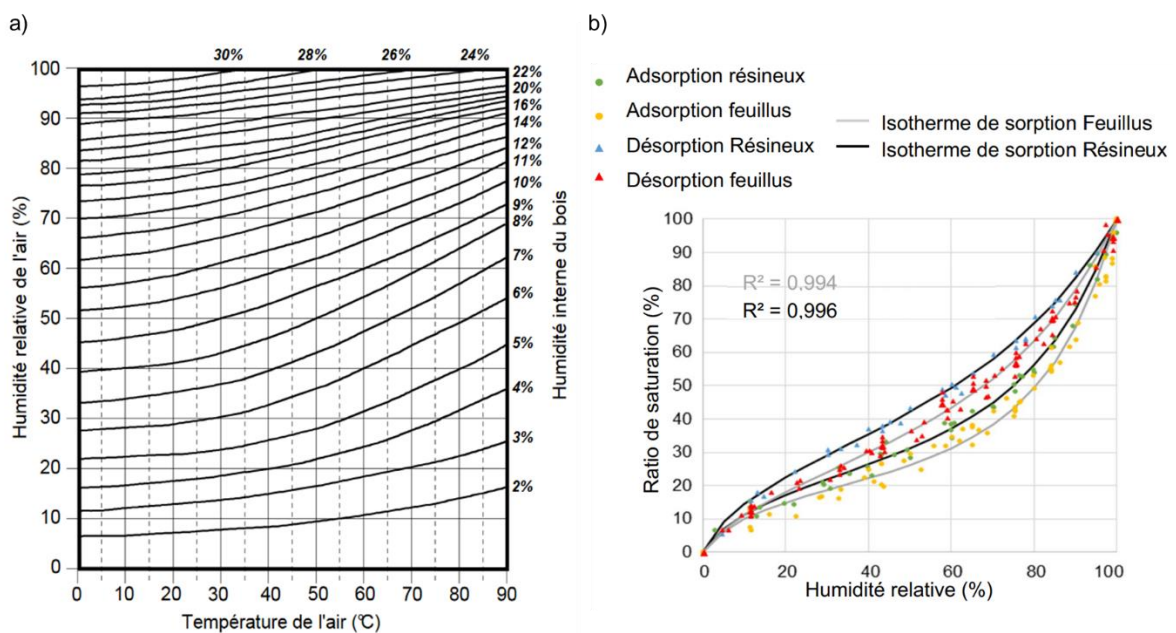 a)
30% 28% 26% 24%
100
90
80
70
60
50
40
30
20
10
0
Humidité relative de l'air (%)
22%
20%
16%
14%
12%
11%
10%
9%
8%
7%
6%
5%
4%
3%
2%
Humidité interne du bois
0 10 20 30 40 50 60 70 80 90
Température de l'air (°C)
b)
Adsorption résineux
Adsorption feuillus
Désorption Résineux
Désorption feuillus
Isotherme de sorption Feuillus
Isotherme de sorption Résineux
100
90
80
70
60
50
40
30
20
10
0
Ratio de saturation (%)
R² = 0,994
R² = 0,996
0 20 40 60 80 100
Humidité relative (%)